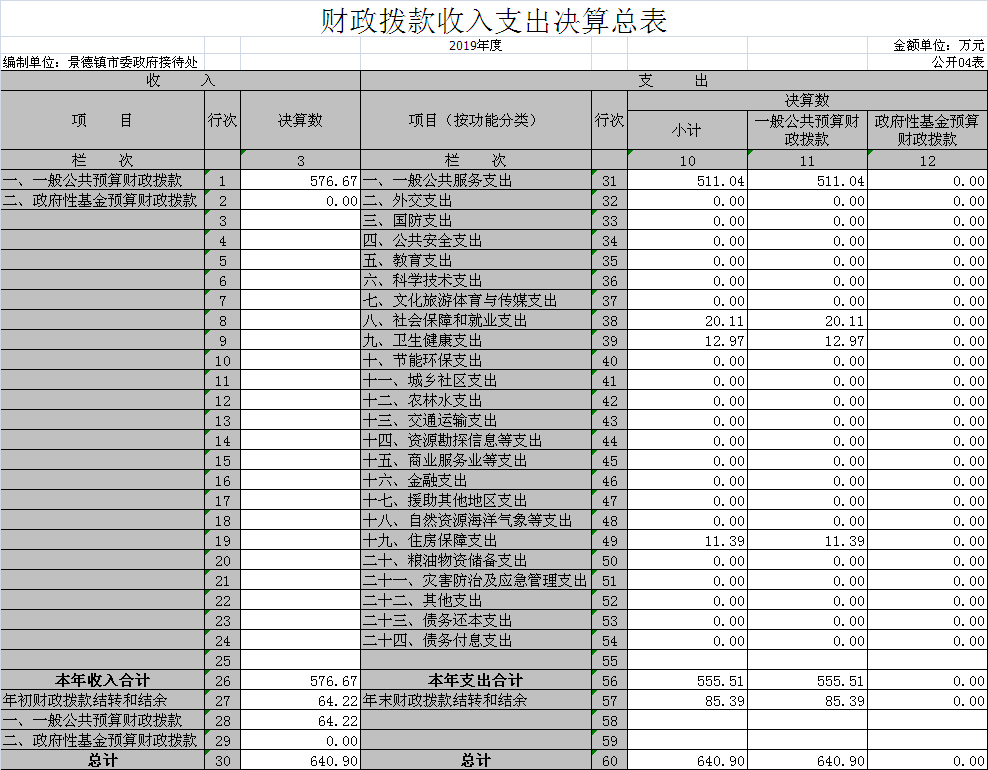 财政拨款收入支出决算总表
2019年度
金额单位：万元
编制单位：景德镇市委政府接待处 公开04表
收 入 支 出
项 目 行次 决算数 项目（按功能分类） 行次 决算数
小计 一般公共预算财政拨款 政府性基金预算财政拨款
栏 次 3 栏 次 10 11 12
一、一般公共预算财政拨款 1 576.67 一、一般公共服务支出 31 511.04 511.04 0.00
二、政府性基金预算财政拨款 2 0.00 二、外交支出 32 0.00 0.00 0.00
3 三、国防支出 33 0.00 0.00 0.00
4 四、公共安全支出 34 0.00 0.00 0.00
5 五、教育支出 35 0.00 0.00 0.00
6 六、科学技术支出 36 0.00 0.00 0.00
7 七、文化旅游体育与传媒支出 37 0.00 0.00 0.00
8 八、社会保障和就业支出 38 20.11 20.11 0.00
9 九、卫生健康支出 39 12.97 12.97 0.00
10 十、节能环保支出 40 0.00 0.00 0.00
11 十一、城乡社区支出 41 0.00 0.00 0.00
12 十二、农林水支出 42 0.00 0.00 0.00
13 十三、交通运输支出 43 0.00 0.00 0.00
14 十四、资源勘探信息等支出 44 0.00 0.00 0.00
15 十五、商业服务业等支出 45 0.00 0.00 0.00
16 十六、金融支出 46 0.00 0.00 0.00
17 十七、援助其他地区支出 47 0.00 0.00 0.00
18 十八、自然资源海洋气象等支出 48 0.00 0.00 0.00
19 十九、住房保障支出 49 11.39 11.39 0.00
20 二十、粮油物资储备支出 50 0.00 0.00 0.00
21 二十一、灾害防治及应急管理支出 51 0.00 0.00 0.00
22 二十二、其他支出 52 0.00 0.00 0.00
23 二十三、债务还本支出 53 0.00 0.00 0.00
24 二十四、债务付息支出 54 0.00 0.00 0.00
25 55
本年收入合计 26 576.67 本年支出合计 56 555.51 555.51 0.00
年初财政拨款结转和结余 27 64.22 年末财政拨款结转和结余 57 85.39 85.39 0.00
一、一般公共预算财政拨款 28 64.22 58
二、政府性基金预算财政拨款 29 0.00 59
总计 30 640.90 总计 60 640.90 640.90 0.00